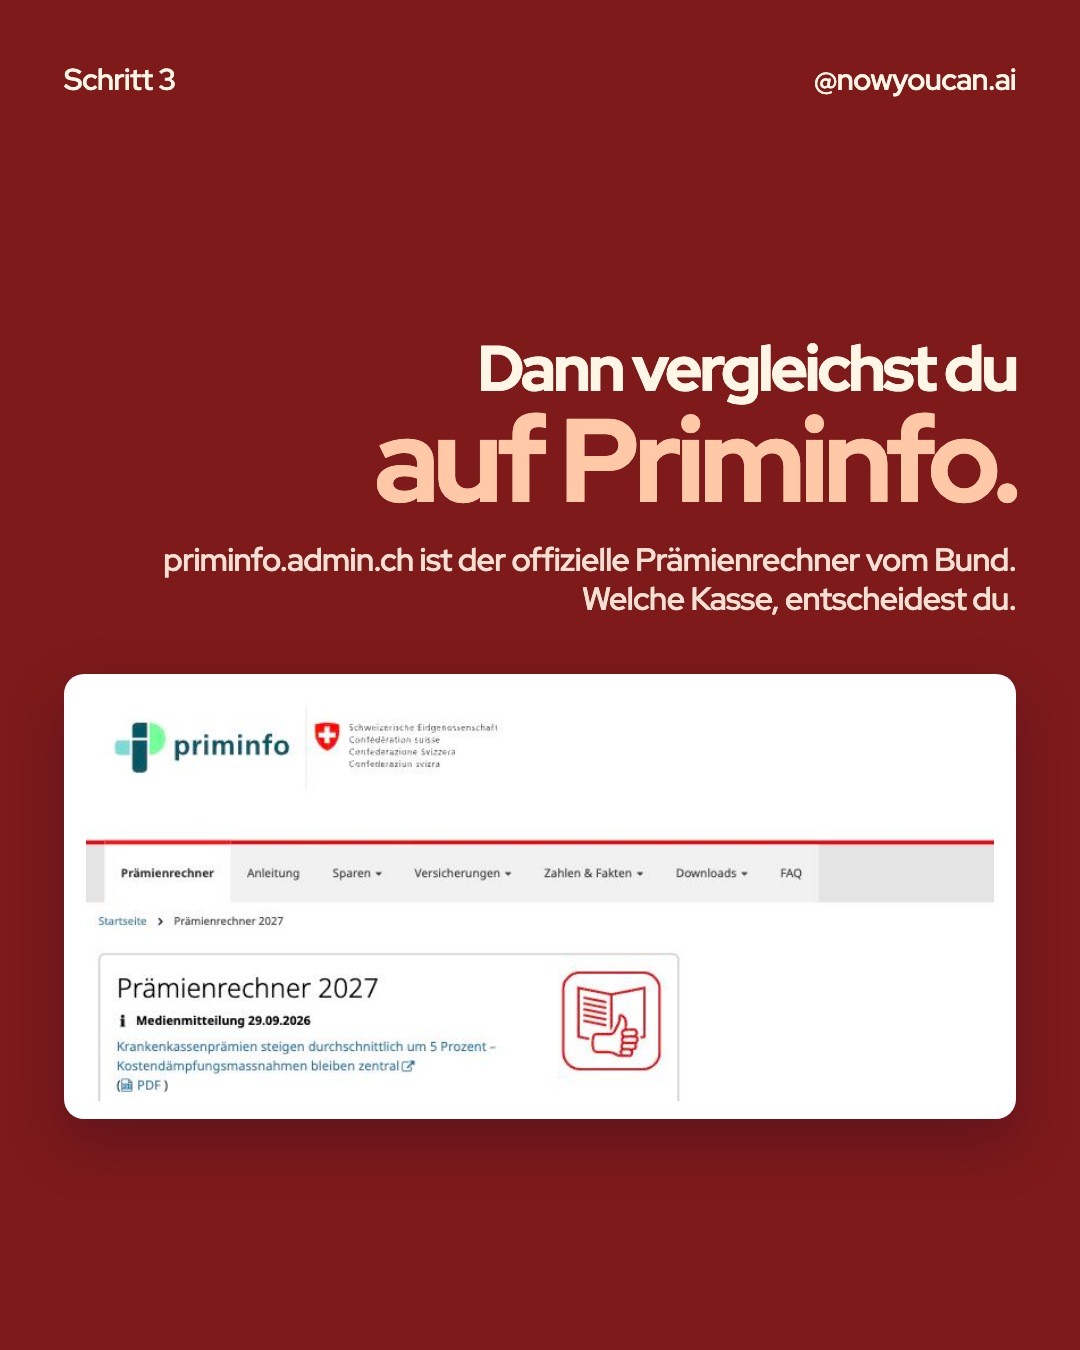 Schritt 3
@nowyoucan.ai
Dann vergleichst du
auf Priminfo.
priminfo.admin.ch ist der offizielle Prämienrechner vom Bund.
Welche Kasse, entscheidest du.
priminfo
Schweizerische Eidgenossenschaft
Confédération suisse
Confederazione Svizzera
Confederaziun svizra
Prämienrechner
Anleitung
Sparen
Versicherungen
Zahlen & Fakten
Downloads
FAQ
Startseite > Prämienrechner 2027
Prämienrechner 2027
Medienmitteilung 29.09.2026
Krankenkassenprämien steigen durchschnittlich um 5 Prozent –
Kostendämpfungsmassnahmen bleiben zentral
( PDF )